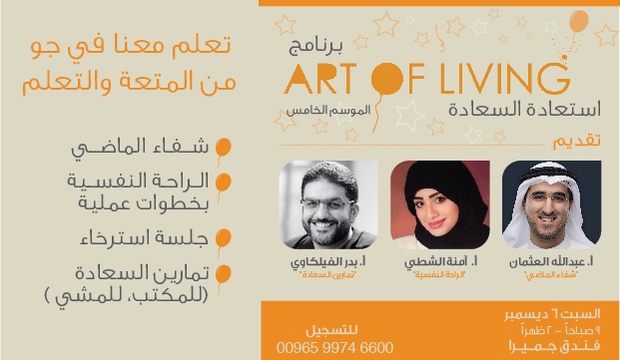 برنامج
ART OF LIVING
استعادة السعادة
الموسم الخامس
تقديم
أ. عبدالله العثمان
"شفاء الماضي"
أ. آمنة الشطي
"الراحة النفسية"
أ. بدر الفيلكاوي
"تمارين السعادة"
السبت ٦ ديسمبر
٩ صباحاً - ٢ ظهراً
فندق جميرا
للتسجيل
00965 9974 6600
تعلم معنا في جو
من المتعة والتعلم
شفاء الماضي
الراحة النفسية
بخطوات عملية
جلسة استرخاء
تمارين السعادة
(للمكتب، للمشي )